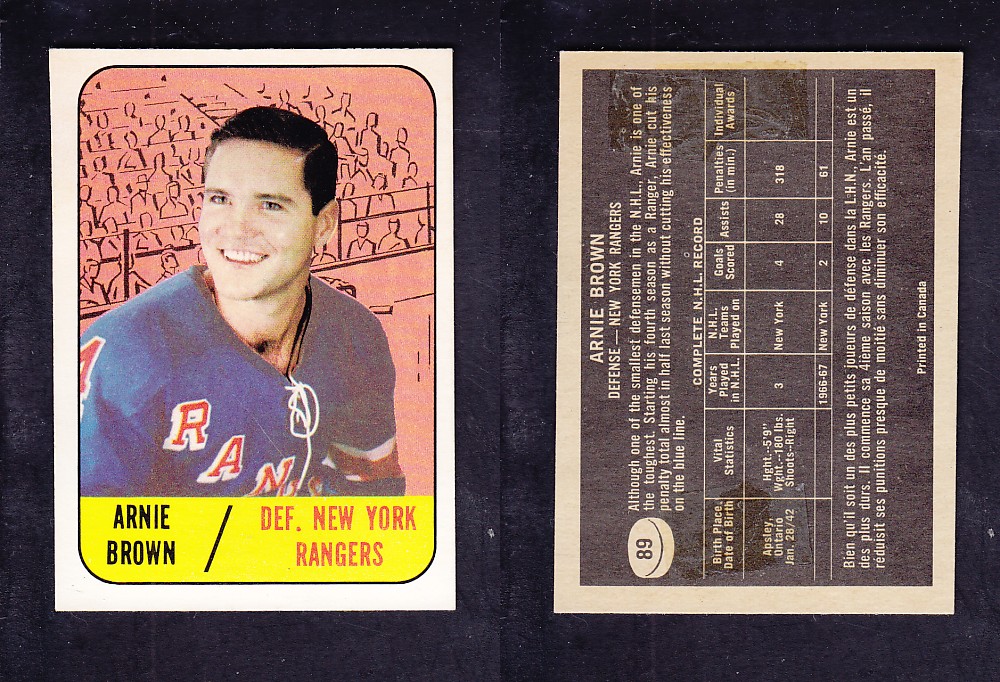 RAN
ARNIE
BROWN
/
DEF. NEW YORK
RANGERS
89
ARNIE BROWN
DEFENSE—NEW YORK RANGERS
Although one of the smallest defensemen in the N.H.L., Arnie is one of
the toughest. Starting his fourth season as a Ranger, Arnie cut his
penalty total almost in half last season without cutting his effectiveness
on the blue line.
COMPLETE N.H.L. RECORD
Birth Place, Date of Birth | Vital Statistics | Years Played in N.H.L. | N.H.L. Teams Played on | Goals Scored | Assists | Penalties (in min.) | Individual Awards
Apsley, Ontario Jan. 28/42 | Hght.--5'9" Wght.--180 lbs. Shoots--Right | 3 | New York | 4 | 28 | 318
1966-67 | New York | 2 | 10 | 61
Bien qu'il soit un des plus petits joueurs de défense dans la L.H.N., Arnie est un
des plus durs. Il commence sa 4ième saison avec les Rangers. L'an passé, il
réduisit ses punitions presque de moitié sans diminuer son efficacité.
Printed in Canada